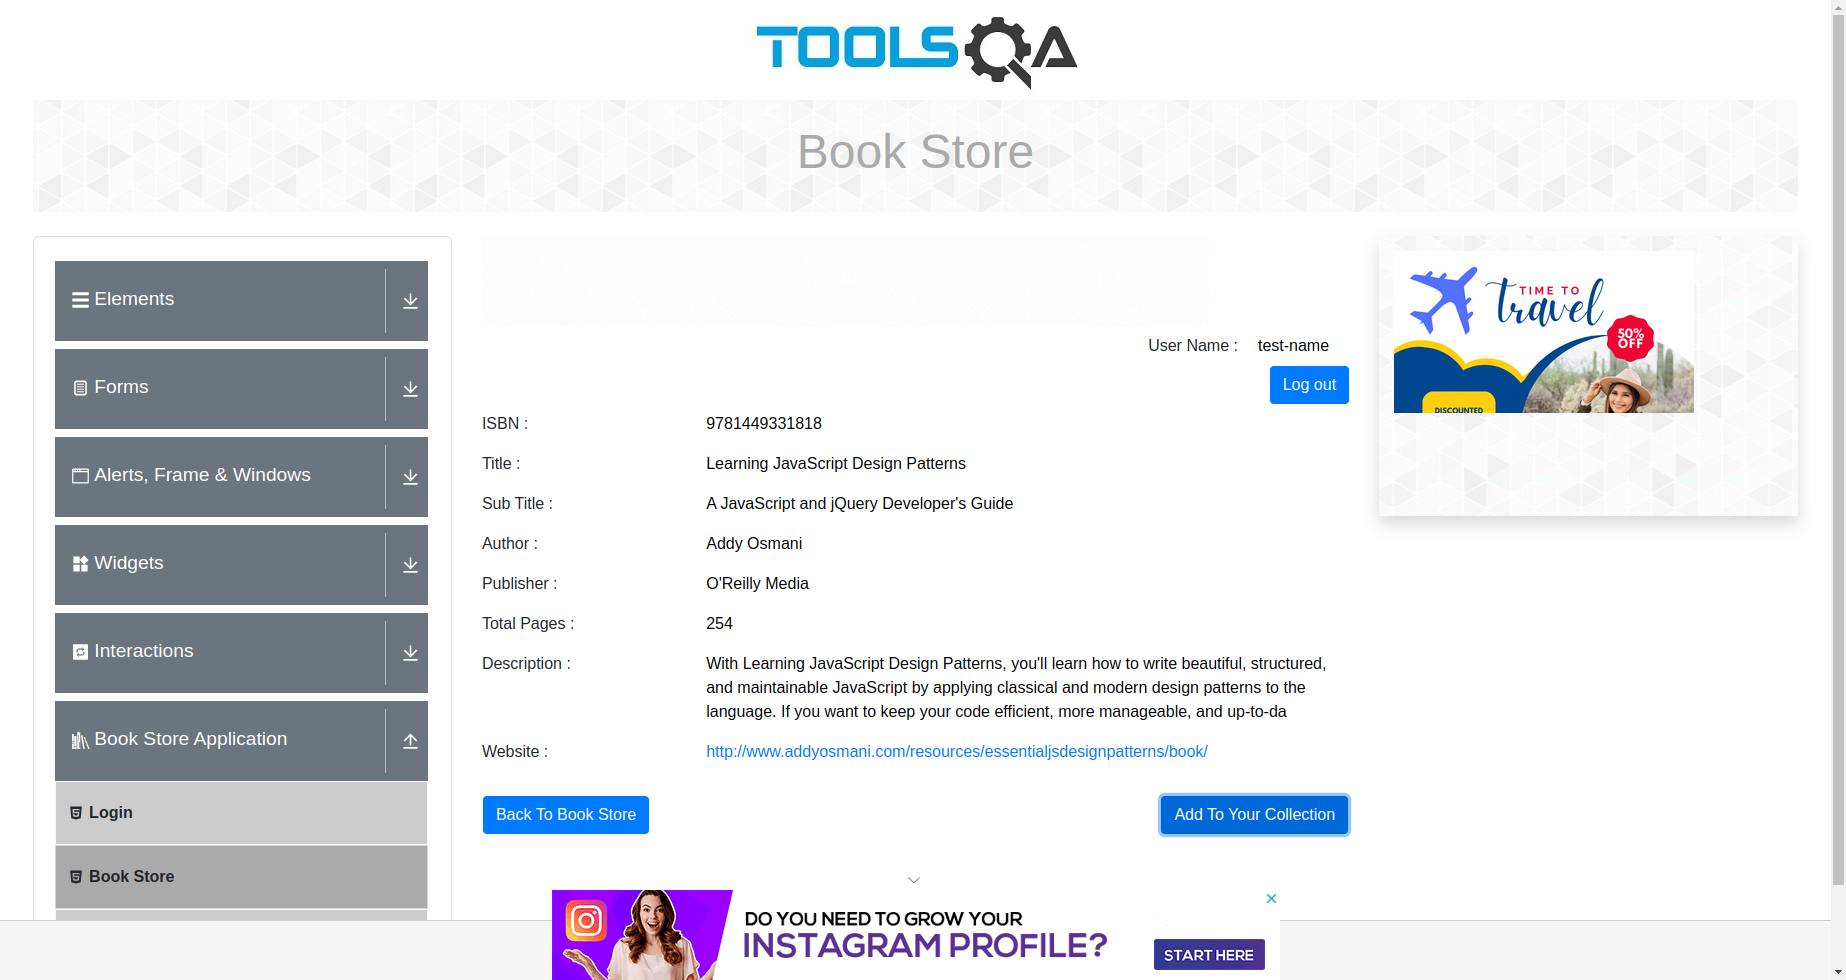 TOOLSQA
Book Store
Elements
Forms
Alerts, Frame & Windows
Widgets
Interactions
Book Store Application
Login
Book Store
User Name : test-name
Log out
ISBN : 9781449331818
Title : Learning JavaScript Design Patterns
Sub Title : A JavaScript and jQuery Developer's Guide
Author : Addy Osmani
Publisher : O'Reilly Media
Total Pages : 254
Description : With Learning JavaScript Design Patterns, you'll learn how to write beautiful, structured,
and maintainable JavaScript by applying classical and modern design patterns to the
language. If you want to keep your code efficient, more manageable, and up-to-da
Website : http://www.addyosmani.com/resources/essentialjsdesignpatterns/book/
Back To Book Store
Add To Your Collection
TIME TO
travel
50%
OFF
DISCOUNTED
DO YOU NEED TO GROW YOUR
INSTAGRAM PROFILE?
START HERE